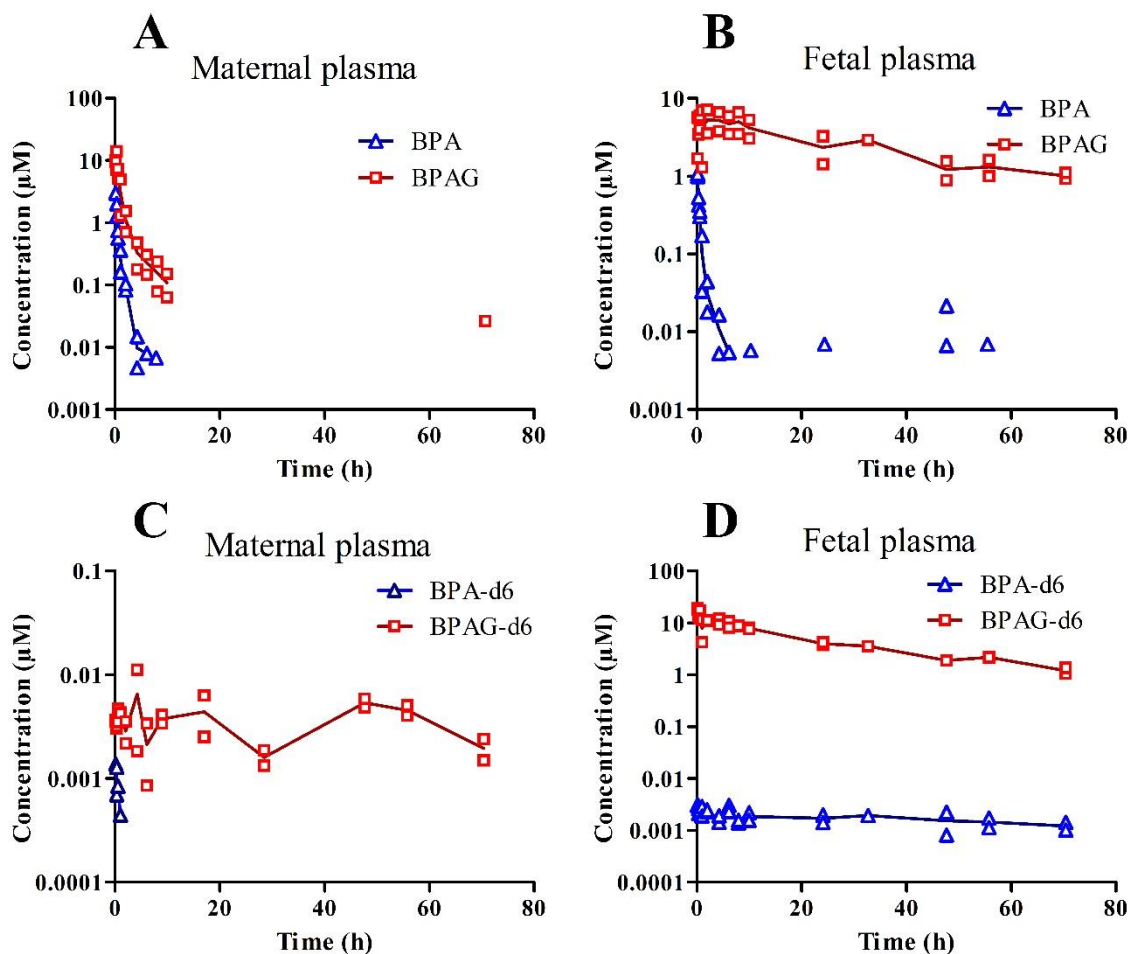 A
Maternal plasma
BPA
BPAG
Concentration (µM)
100
10
1
0.1
0.01
0.001
0
20
40
60
80
Time (h)
B
Fetal plasma
BPA
BPAG
Concentration (µM)
10
1
0.1
0.01
0.001
0
20
40
60
80
Time (h)
C
Maternal plasma
BPA-d6
BPAG-d6
Concentration (µM)
0.1
0.01
0.001
0.0001
0
20
40
60
80
Time (h)
D
Fetal plasma
BPA-d6
BPAG-d6
Concentration (µM)
100
10
1
0.1
0.01
0.001
0.0001
0
20
40
60
80
Time (h)